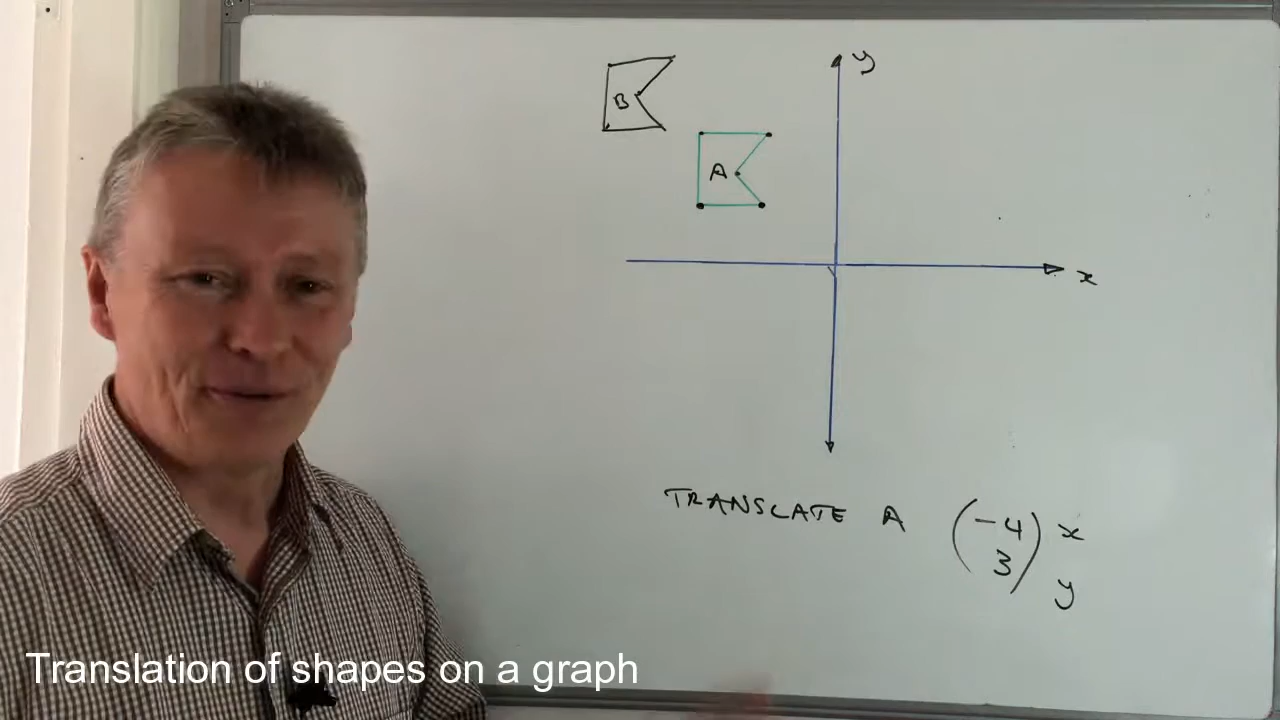 y
B
A
x
TRANSLATE A (-4 3) x
y
Translation of shapes on a graph